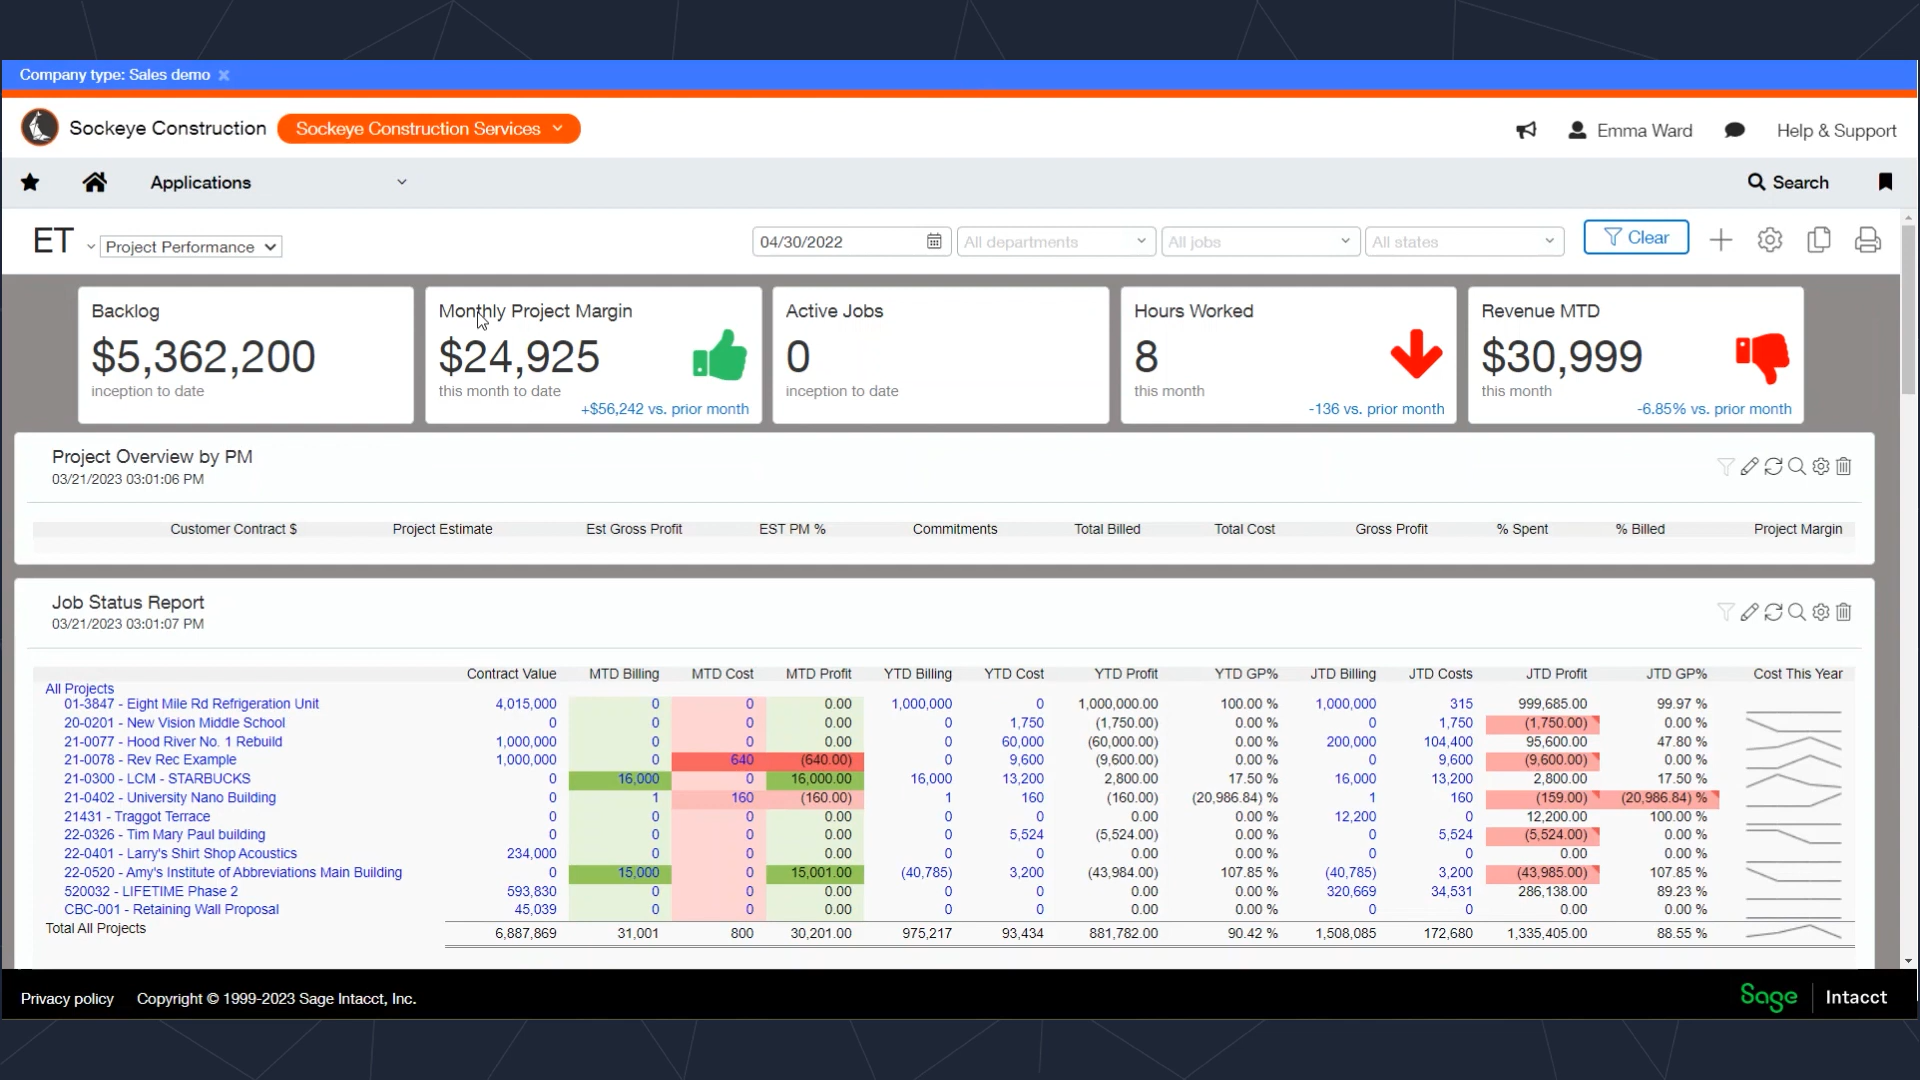 Company type: Sales demo
Sockeye Construction Sockeye Construction Services Emma Ward Help & Support
Applications Search
ET Project Performance 04/30/2022 All departments All jobs All states Clear
Backlog Monthly Project Margin Active Jobs Hours Worked Revenue MTD
$5,362,200 $24,925 0 8 $30,999
inception to date this month to date inception to date this month this month
+$56,242 vs. prior month -136 vs. prior month -6.85% vs. prior month
Project Overview by PM
03/21/2023 03:01:06 PM
Customer Contract $ Project Estimate Est Gross Profit EST PM % Commitments Total Billed Total Cost Gross Profit % Spent % Billed Project Margin
Job Status Report
03/21/2023 03:01:07 PM
Contract Value MTD Billing MTD Cost MTD Profit YTD Billing YTD Cost YTD Profit YTD GP% JTD Billing JTD Costs JTD Profit JTD GP% Cost This Year
All Projects
01-3847 - Eight Mile Rd Refrigeration Unit 4,015,000 0 0 0.00 1,000,000 0 1,000,000.00 100.00 % 1,000,000 315 999,685.00 99.97 %
20-0201 - New Vision Middle School 0 0 0 0.00 0 1,750 (1,750.00) 0.00 % 0 1,750 (1,750.00) 0.00 %
21-0077 - Hood River No. 1 Rebuild 1,000,000 0 0 0.00 0 60,000 (60,000.00) 0.00 % 200,000 104,400 95,600.00 47.80 %
21-0078 - Rev Rec Example 1,000,000 0 640 (640.00) 0 9,600 (9,600.00) 0.00 % 0 9,600 (9,600.00) 0.00 %
21-0300 - LCM - STARBUCKS 0 16,000 0 16,000.00 16,000 13,200 2,800.00 17.50 % 16,000 13,200 2,800.00 17.50 %
21-0402 - University Nano Building 0 1 160 (160.00) 1 160 (160.00) (20,986.84) % 1 160 (159.00) (20,986.84) %
21431 - Traggot Terrace 0 0 0 0.00 0 0 0.00 0.00 % 12,200 0 12,200.00 100.00 %
22-0326 - Tim Mary Paul building 0 0 0 0.00 0 5,524 (5,524.00) 0.00 % 0 5,524 (5,524.00) 0.00 %
22-0401 - Larry's Shirt Shop Acoustics 234,000 0 0 0.00 0 0 0.00 0.00 % 0 0 0.00 0.00 %
22-0520 - Amy's Institute of Abbreviations Main Building 0 15,000 0 15,001.00 (40,785) 3,200 (43,984.00) 107.85 % (40,785) 3,200 (43,985.00) 107.85 %
520032 - LIFETIME Phase 2 593,830 0 0 0.00 0 0 0.00 0.00 % 320,669 34,531 286,138.00 89.23 %
CBC-001 - Retaining Wall Proposal 45,039 0 0 0.00 0 0 0.00 0.00 % 0 0 0.00 0.00 %
Total All Projects 6,887,869 31,001 800 30,201.00 975,217 93,434 881,782.00 90.42 % 1,508,085 172,680 1,335,405.00 88.55 %
Privacy policy Copyright © 1999-2023 Sage Intacct, Inc. Sage Intacct